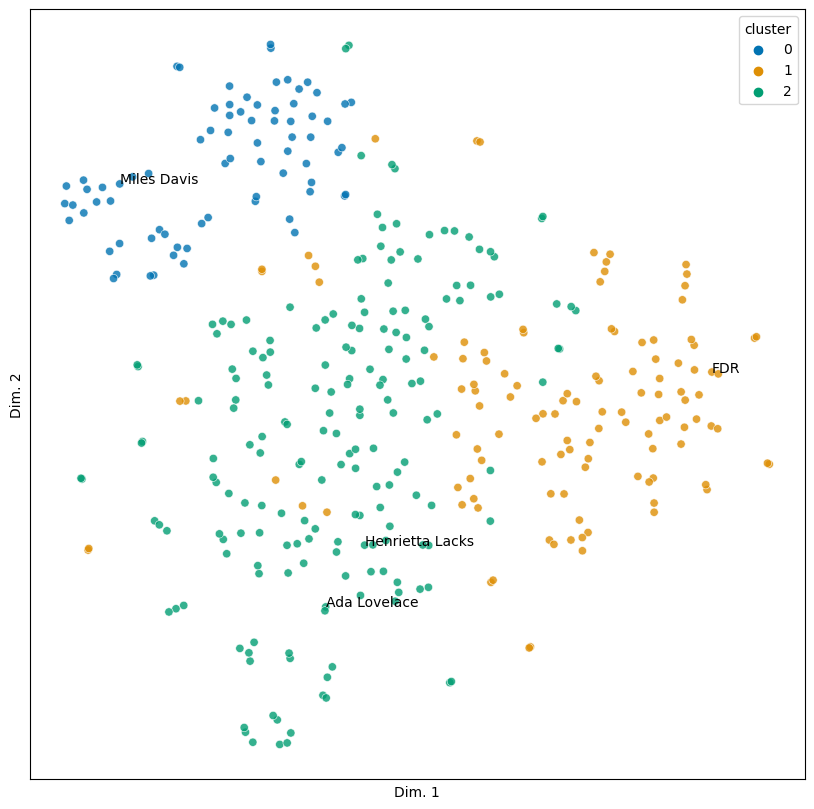 cluster
0
1
2
Miles Davis
FDR
Henrietta Lacks
Ada Lovelace
Dim. 2
Dim. 1